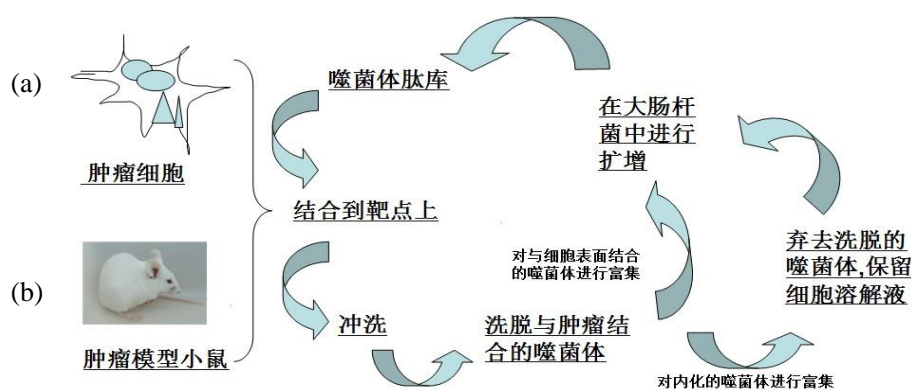 (a)
肿瘤细胞
(b)
肿瘤模型小鼠
噬菌体肽库
结合到靶点上
冲洗
洗脱与肿瘤结
合的噬菌体
对与细胞表面结合
的噬菌体进行富集
在大肠杆
菌中进行
扩增
弃去洗脱的
噬菌体,保留
细胞溶解液
对内化的噬菌体进行富集